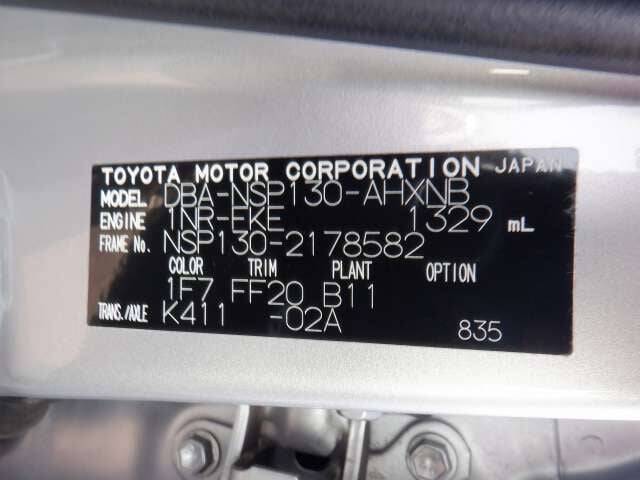 TOYOTA MOTOR CORPORATION JAPAN
MODEL DBA-NSP130-AHXNB
ENGINE 1NR-FKE 1329 mL
FRAME No. NSP130-2178582
COLOR TRIM PLANT OPTION
1F7 FF20 B11
TRANS./AXLE K411 -02A
835